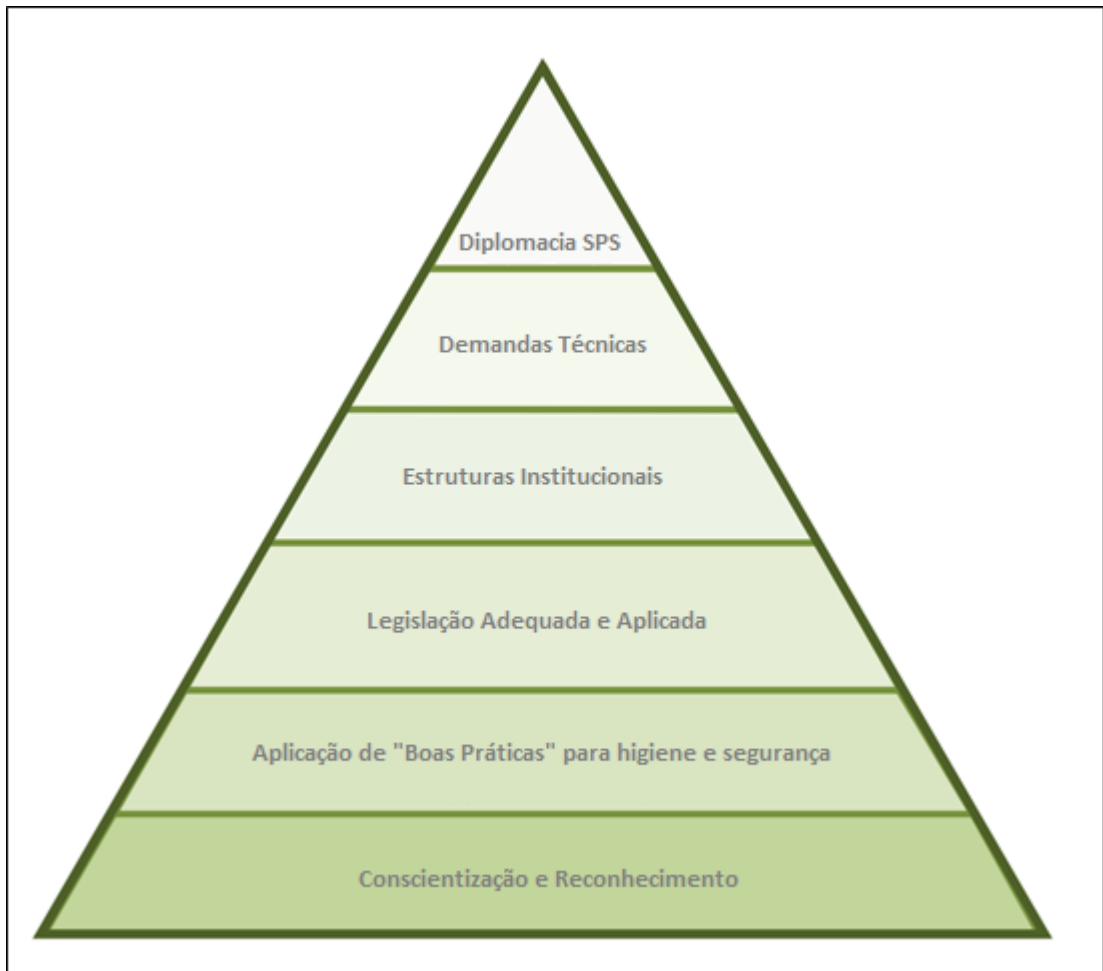 Diplomacia SPS
Demandas Técnicas
Estruturas Institucionais
Legislação Adequada e Aplicada
Aplicação de "Boas Práticas" para higiene e segurança
Conscientização e Reconhecimento